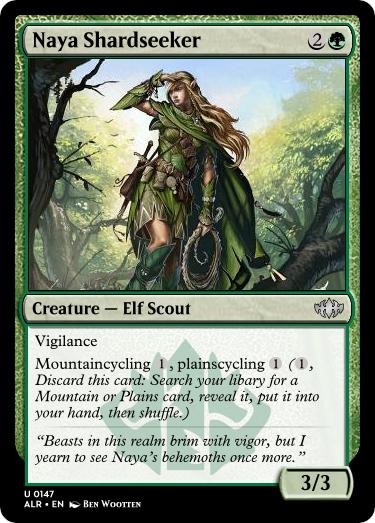 Naya Shardseeker 2
Creature — Elf Scout
Vigilance
Mountaincycling 1, plainscycling 1 (1,
Discard this card: Search your libary for a
Mountain or Plains card, reveal it, put it into
your hand, then shuffle.)
“Beasts in this realm brim with vigor, but I
yearn to see Naya’s behemoths once more.”
3/3
U 0147
ALR • EN Ben Wootten